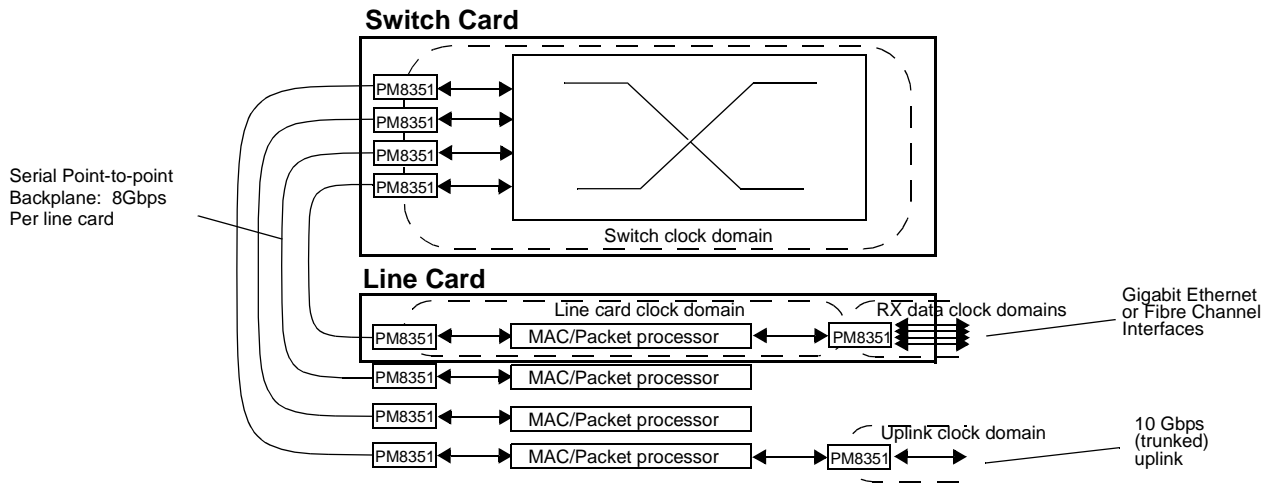 Switch Card
PM8351
PM8351
PM8351
PM8351
Serial Point-to-point
Backplane: 8Gbps
Per line card
Switch clock domain
Line Card
Line card clock domain
RX data clock domains
Gigabit Ethernet
or Fibre Channel
Interfaces
PM8351
MAC/Packet processor
PM8351
PM8351
MAC/Packet processor
PM8351
MAC/Packet processor
Uplink clock domain
10 Gbps
(trunked)
uplink
PM8351
MAC/Packet processor
PM8351